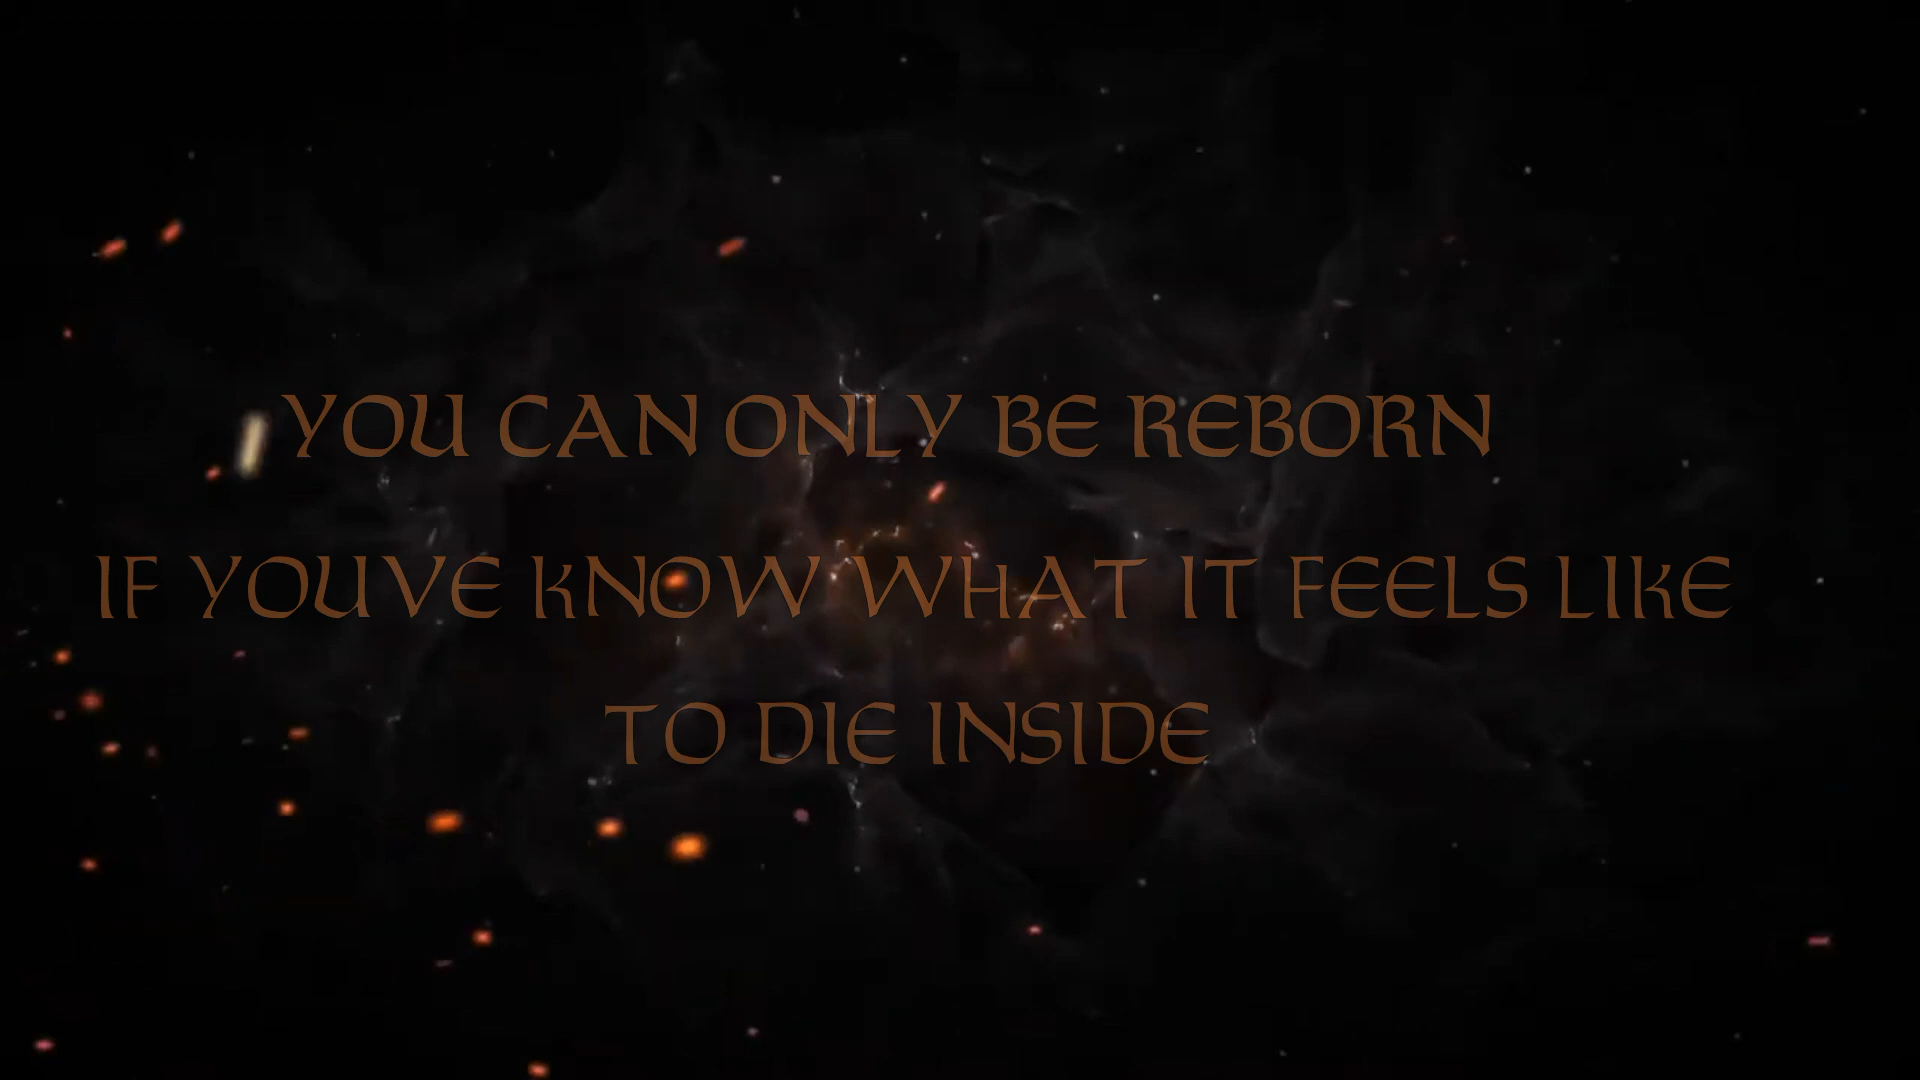 YOU CAN ONLY BE REBORN
IF YOUVE KNOW WHAT IT FEELS LIKE
TO DIE INSIDE